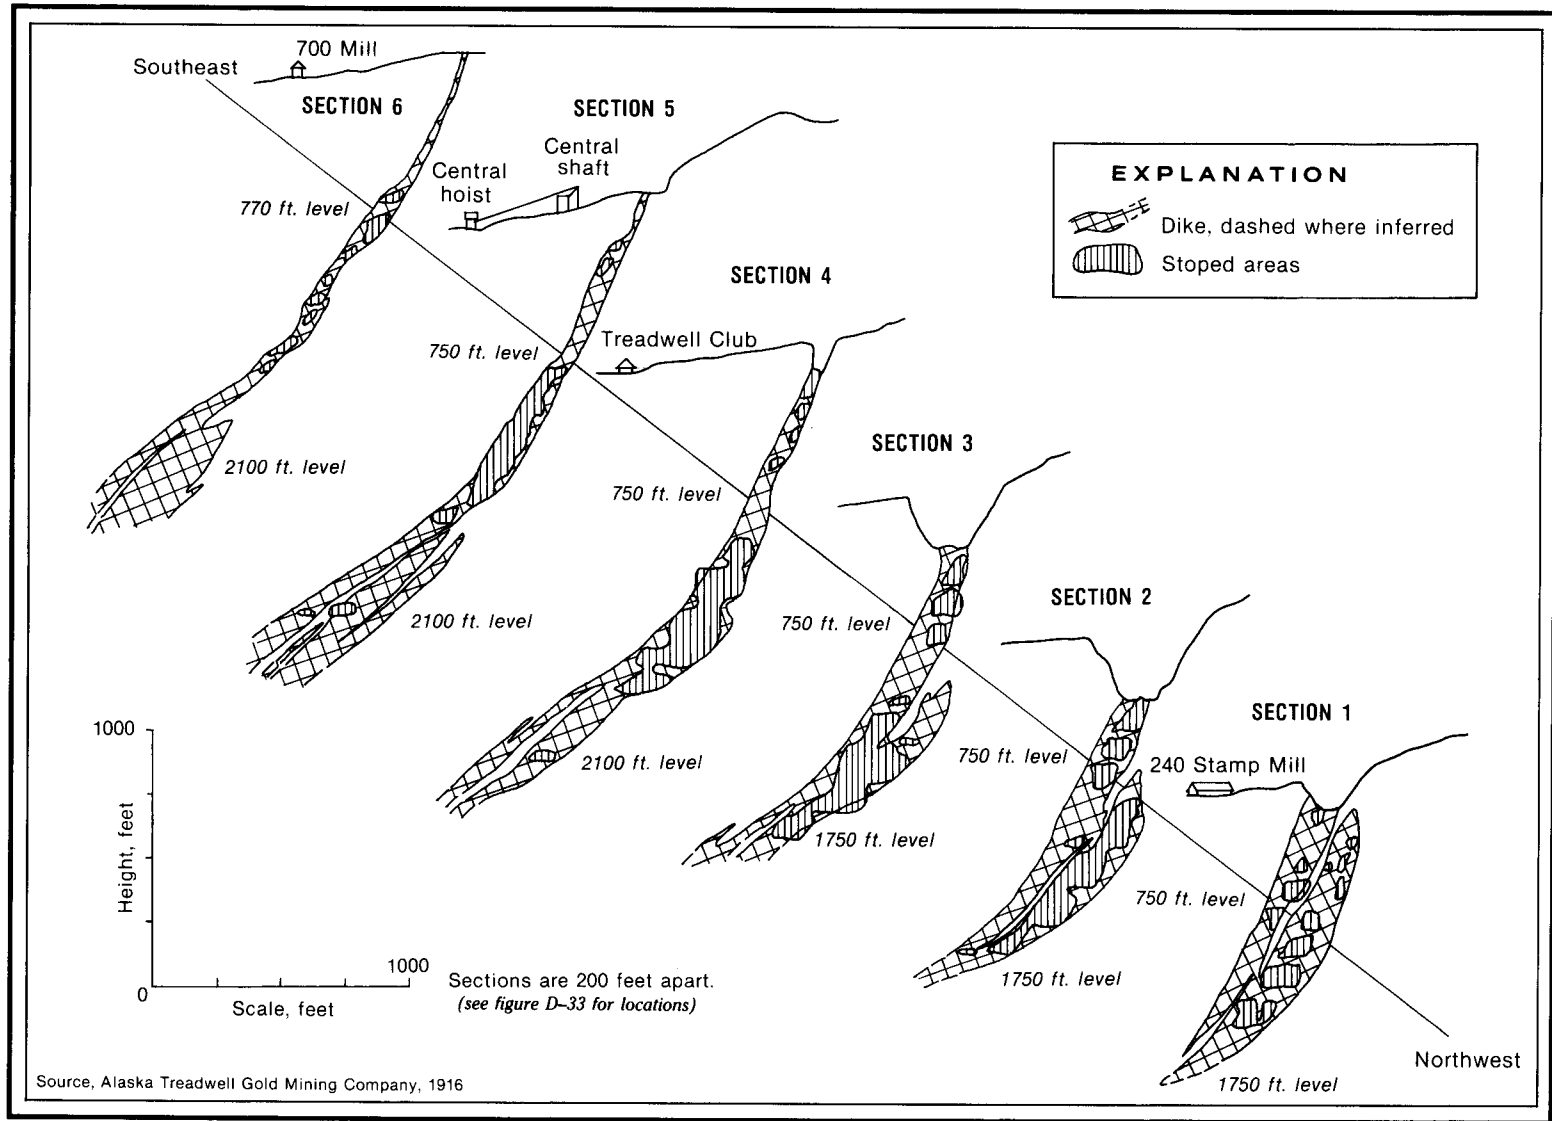 700 Mill
Southeast
SECTION 6
SECTION 5
Central
shaft
Central
hoist
EXPLANATION
Dike, dashed where inferred
Stoped areas
770 ft. level
SECTION 4
Treadwell Club
750 ft. level
SECTION 3
2100 ft. level
750 ft. level
SECTION 2
2100 ft. level
750 ft. level
SECTION 1
2100 ft. level
750 ft. level
240 Stamp Mill
1750 ft. level
750 ft. level
1750 ft. level
Northwest
1750 ft. level
1000
Height, feet
0
1000
Scale, feet
Sections are 200 feet apart.
(see figure D–33 for locations)
Source, Alaska Treadwell Gold Mining Company, 1916